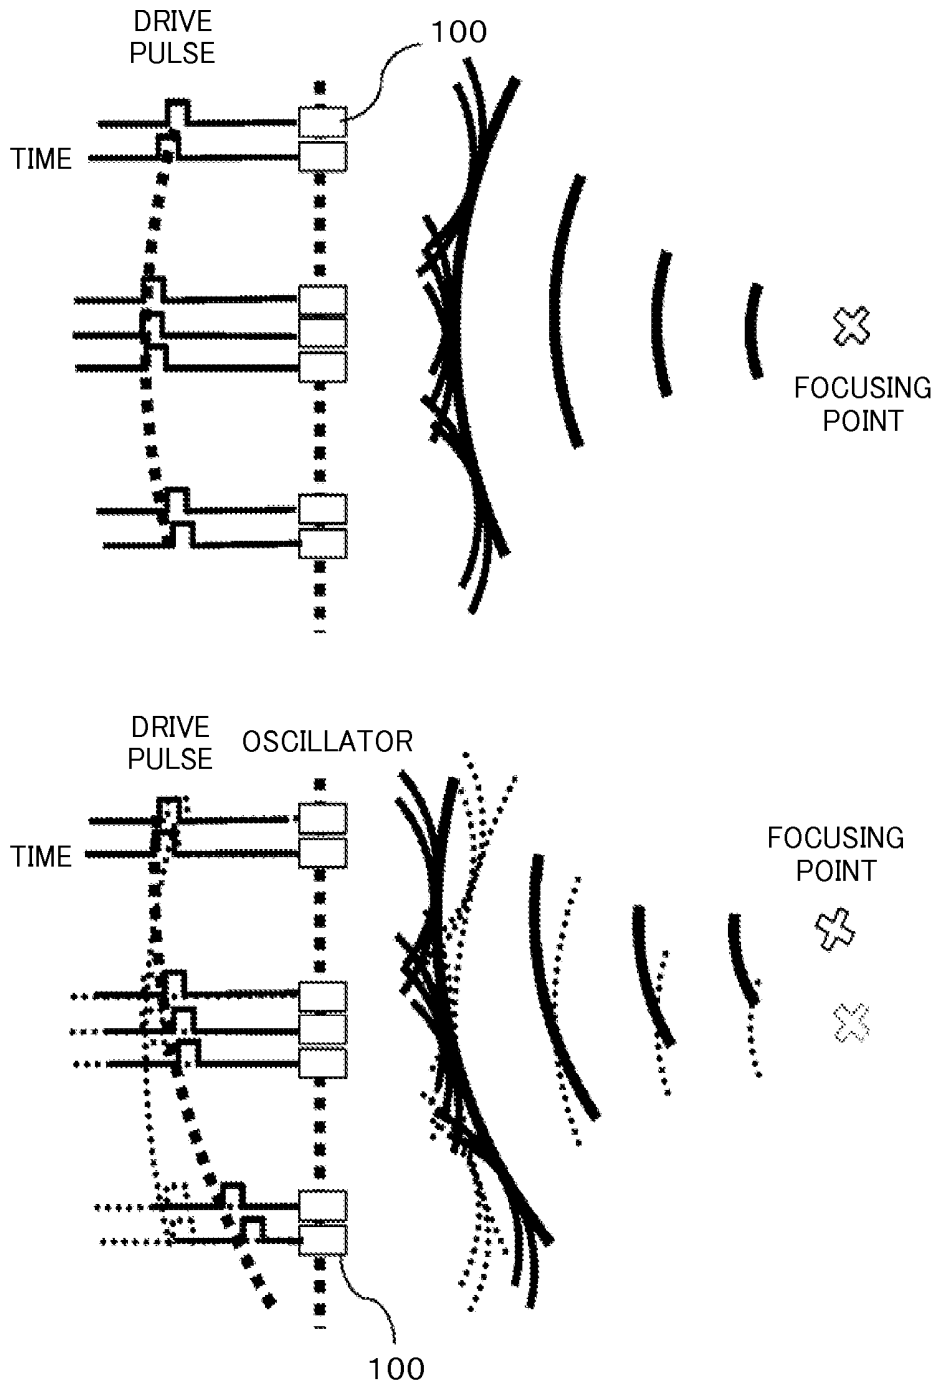 DRIVE
PULSE
100
TIME
FOCUSING
POINT
DRIVE
PULSE
OSCILLATOR
TIME
FOCUSING
POINT
100